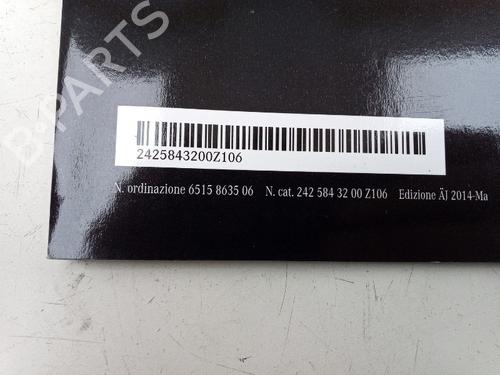 B-PARTS
2425843200Z106
N. ordinazione 6515 8635 06 N. cat. 242 584 32 00 Z106 Edizione ÄJ 2014-Ma